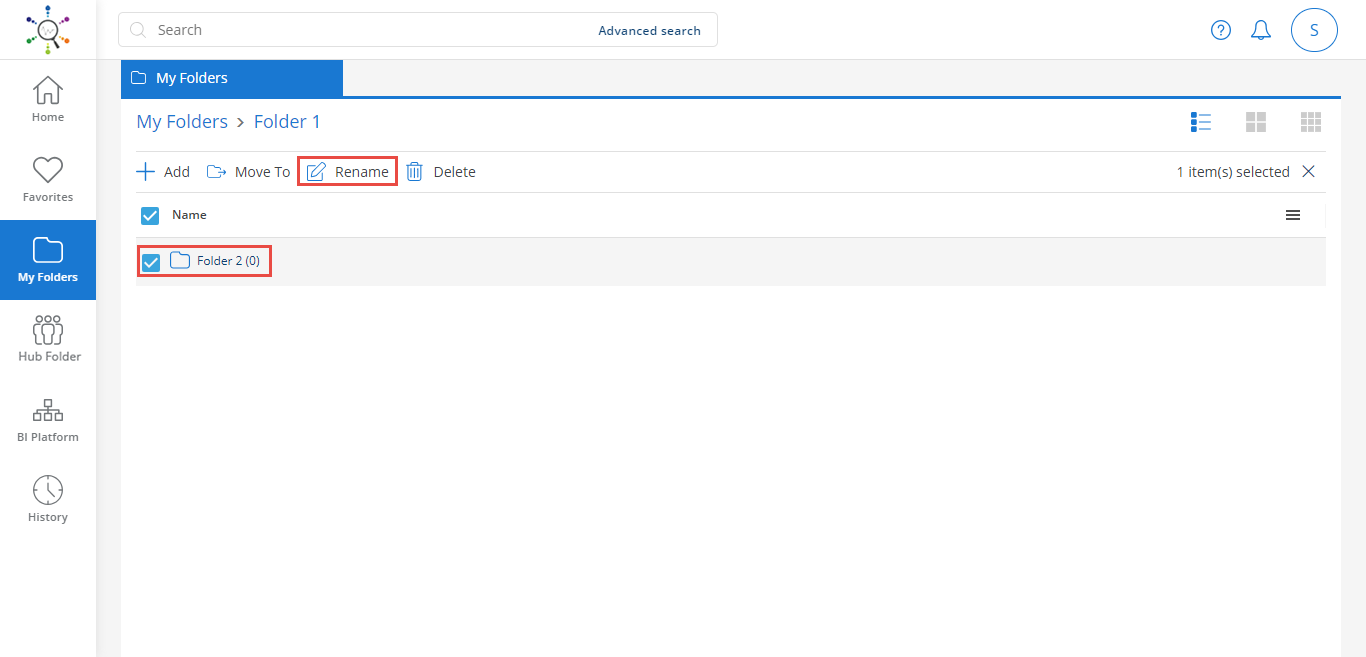 Search
Advanced search
?
S
My Folders
Home
Favorites
My Folders
Hub Folder
BI Platform
History
My Folders > Folder 1
Add
Move To
Rename
Delete
1 item(s) selected
Name
Folder 2 (0)